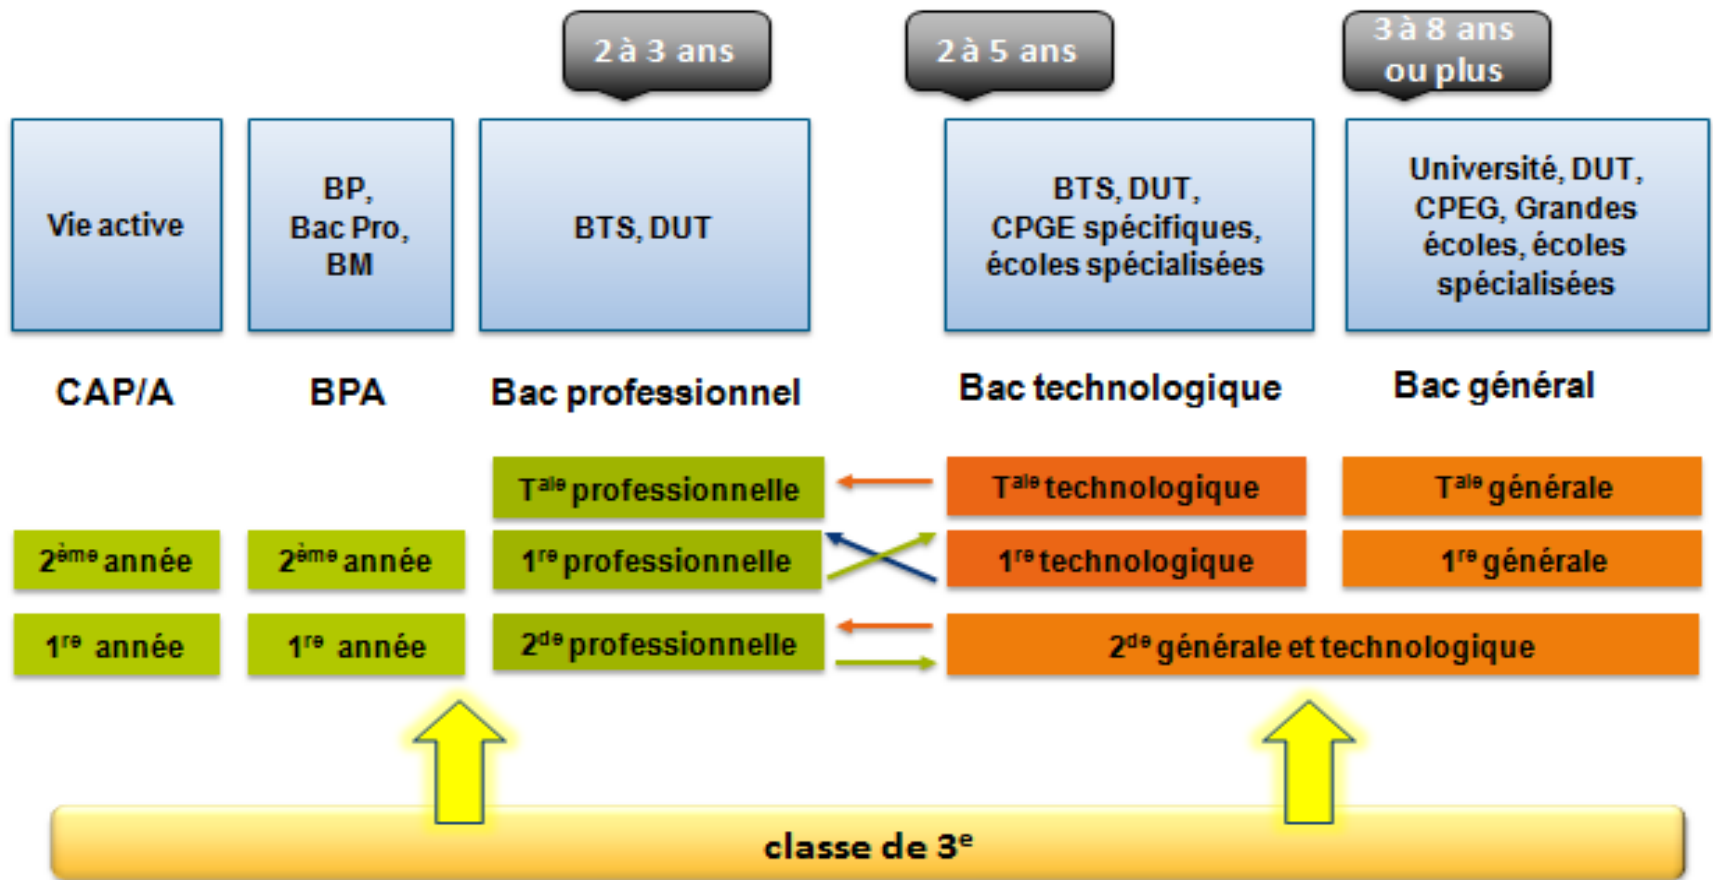 2 à 3 ans
2 à 5 ans
3 à 8 ans
ou plus
Vie active
BP,
Bac Pro,
BM
BTS, DUT
BTS, DUT,
CPGE spécifiques,
écoles spécialisées
Université, DUT,
CPEG, Grandes
écoles, écoles
spécialisées
CAP/A
BPA
Bac professionnel
Bac technologique
Bac général
Tale professionnelle
Tale technologique
Tale générale
2ème année
2ème année
1re professionnelle
1re technologique
1re générale
1re année
1re année
2de professionnelle
2de générale et technologique
classe de 3e